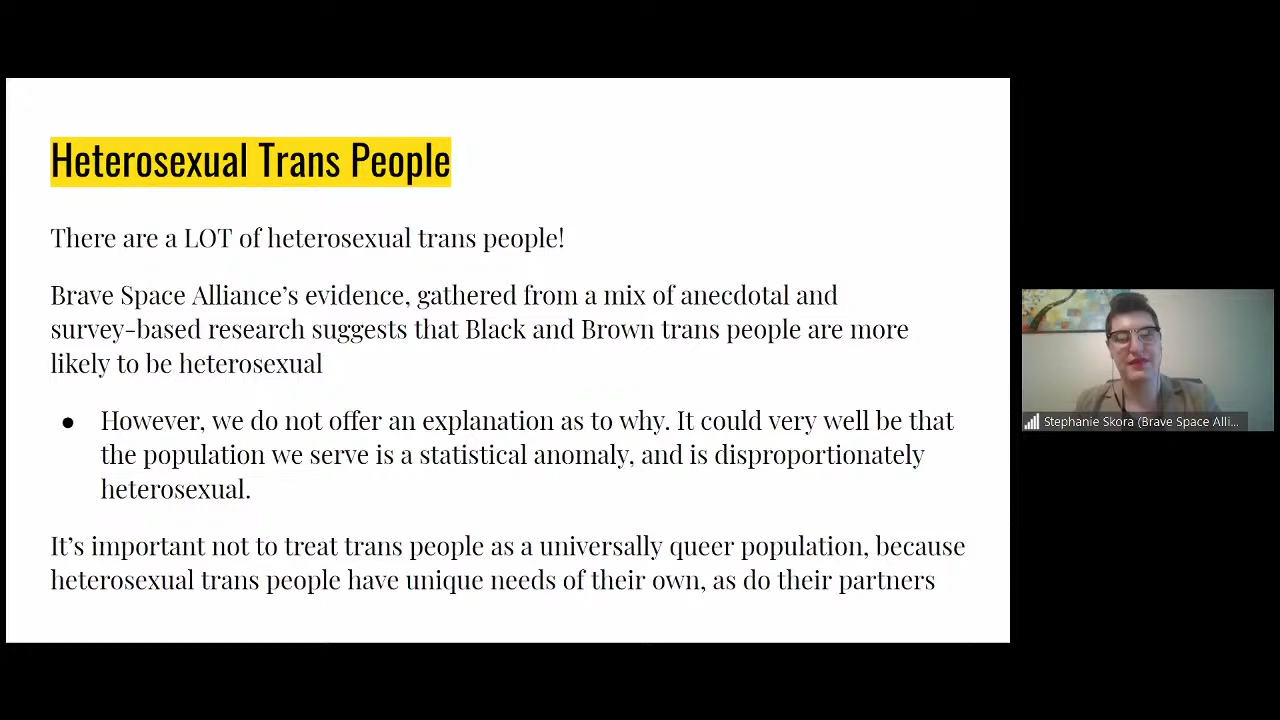 Heterosexual Trans People
There are a LOT of heterosexual trans people!
Brave Space Alliance’s evidence, gathered from a mix of anecdotal and
survey-based research suggests that Black and Brown trans people are more
likely to be heterosexual
● However, we do not offer an explanation as to why. It could very well be that
the population we serve is a statistical anomaly, and is disproportionately
heterosexual.
It’s important not to treat trans people as a universally queer population, because
heterosexual trans people have unique needs of their own, as do their partners
Stephanie Skora (Brave Space Alli...